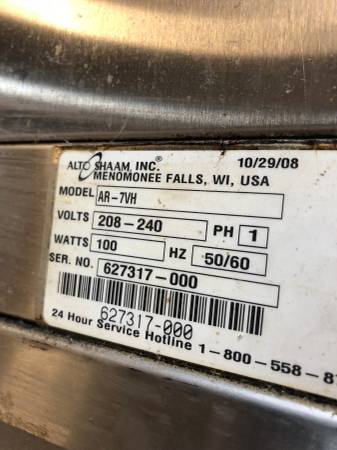 ALTO SHAAM, INC.® 10/29/08
MENOMONEE FALLS, WI, USA
MODEL AR-7VH
VOLTS 208-240 PH 1
WATTS 100 HZ 50/60
SER. NO. 627317-000
627317-000
24 Hour Service Hotline 1-800-558-8